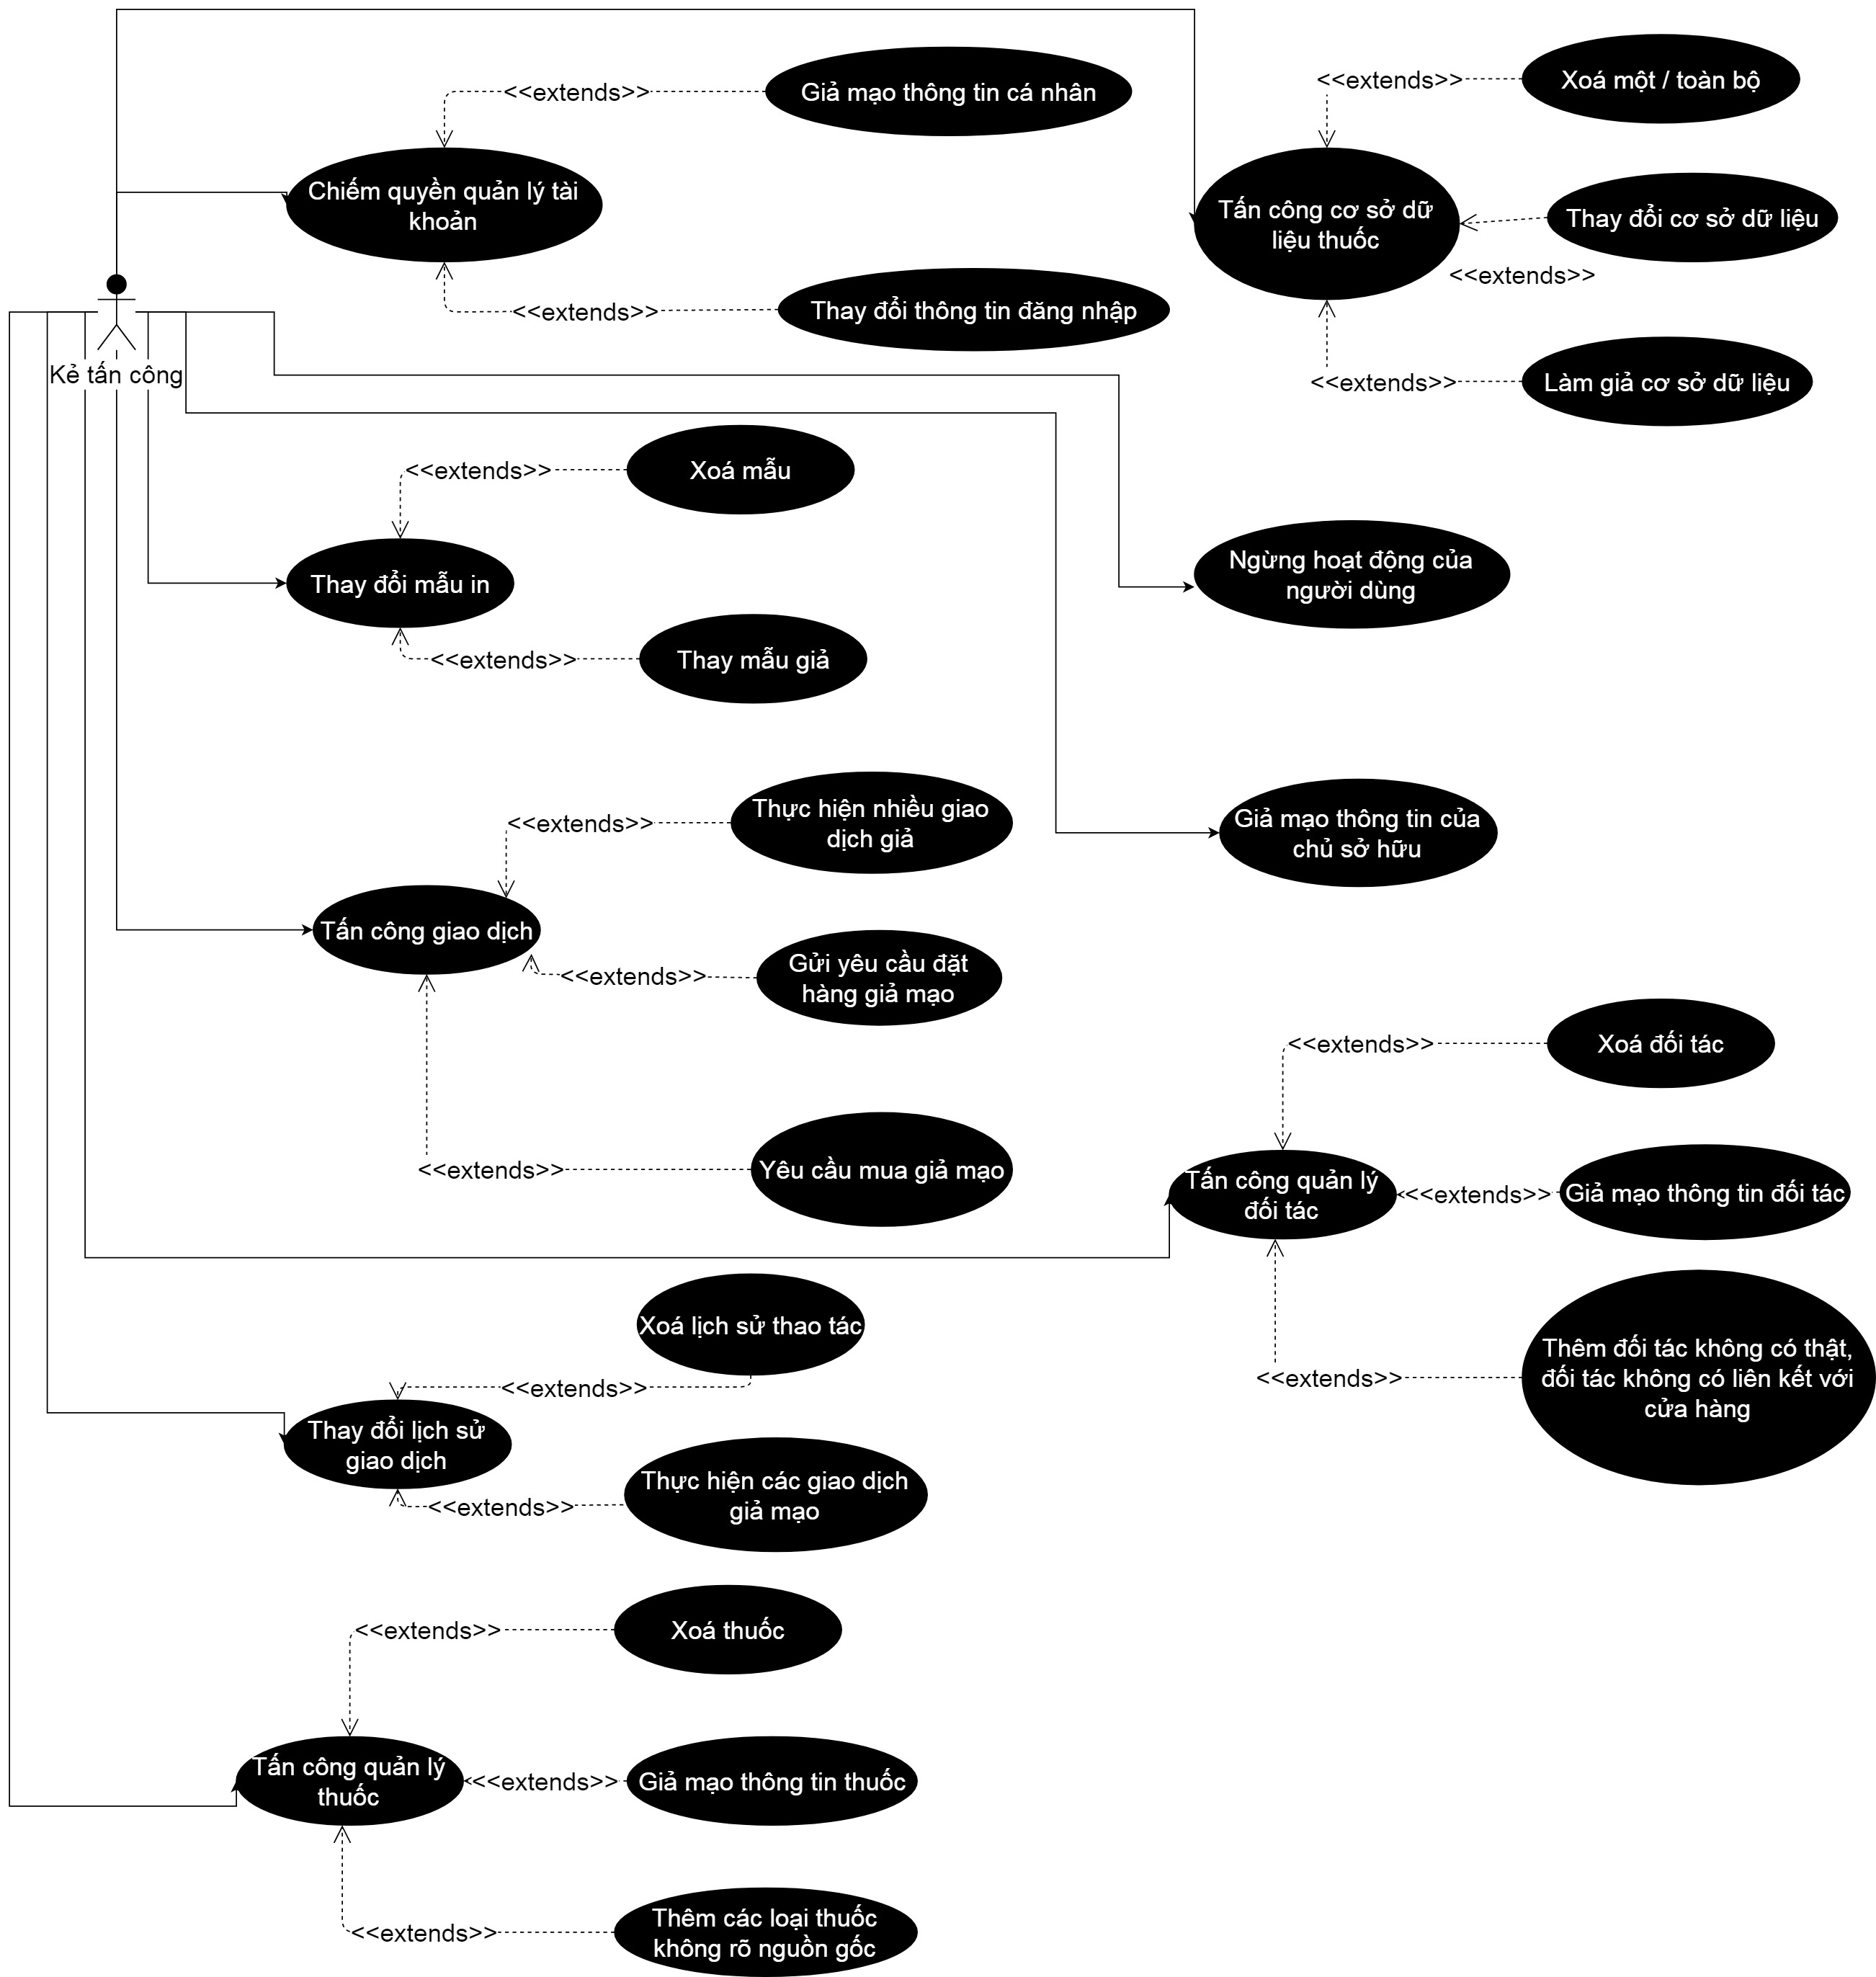 <<extends>>
Giả mạo thông tin cá nhân
<<extends>>
Xoá một / toàn bộ
Chiếm quyền quản lý tài
khoản
Tấn công cơ sở dữ
liệu thuốc
Thay đổi cơ sở dữ liệu
<<extends>>
<<extends>>
Thay đổi thông tin đăng nhập
Kẻ tấn công
<<extends>>
Làm giả cơ sở dữ liệu
<<extends>>
Xoá mẫu
Thay đổi mẫu in
Ngừng hoạt động của
người dùng
<<extends>>
Thay mẫu giả
<<extends>>
Thực hiện nhiều giao
dịch giả
Giả mạo thông tin của
chủ sở hữu
Tấn công giao dịch
<<extends>>
Gửi yêu cầu đặt
hàng giả mạo
<<extends>>
Xoá đối tác
<<extends>>
Yêu cầu mua giả mạo
Tấn công quản lý
đối tác
<<extends>>
Giả mạo thông tin đối tác
Xoá lịch sử thao tác
<<extends>>
<<extends>>
Thêm đối tác không có thật,
đối tác không có liên kết với
cửa hàng
Thay đổi lịch sử
giao dịch
<<extends>>
Thực hiện các giao dịch
giả mạo
<<extends>>
Xoá thuốc
Tấn công quản lý
thuốc
<<extends>>
Giả mạo thông tin thuốc
<<extends>>
Thêm các loại thuốc
không rõ nguồn gốc